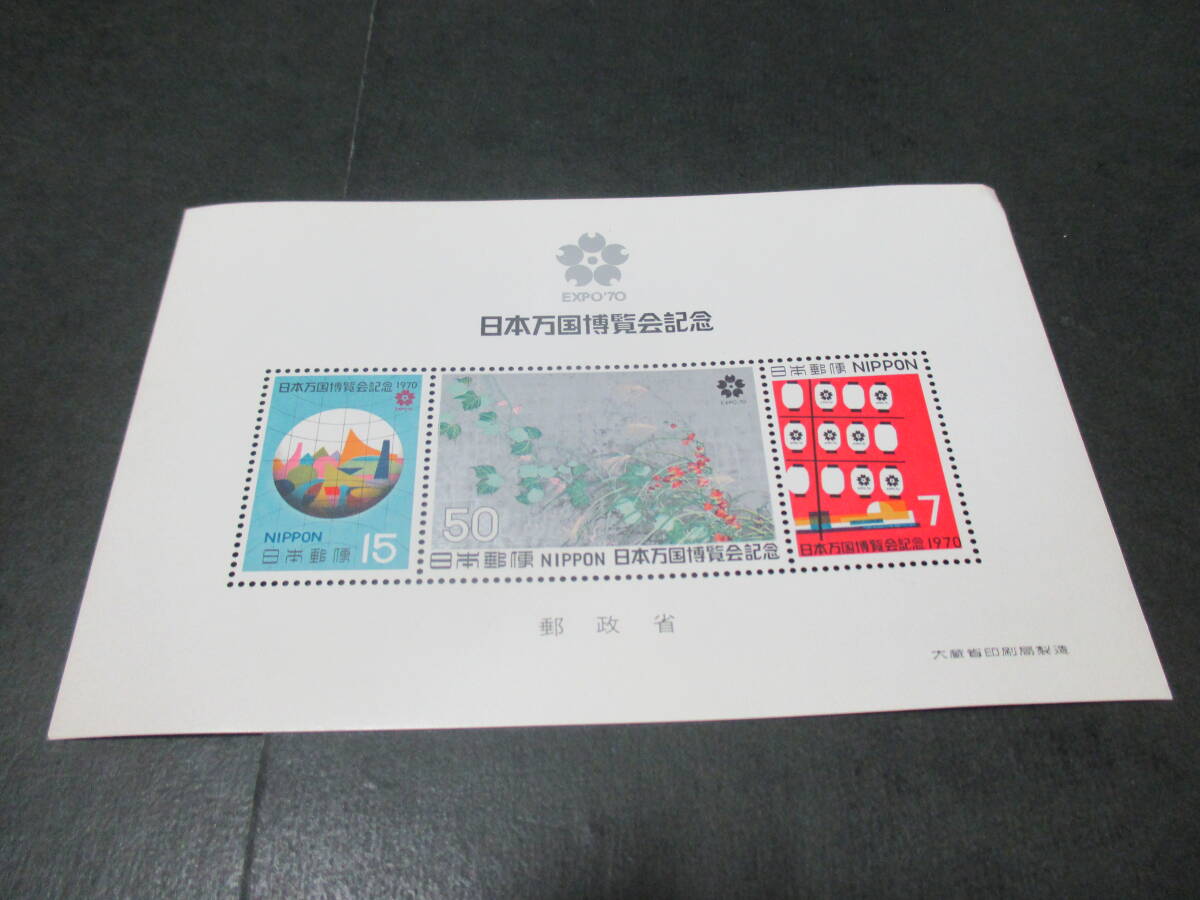 EXPO'70
日本万国博覧会記念
日本万国博覧会記念 1970
EXPO'70
NIPPON
日本郵便 15
EXPO'70
50
日本郵便 NIPPON 日本万国博覧会記念
日本郵便 NIPPON
7
日本万国博覧会記念 1970
郵政省
大蔵省印刷局製造